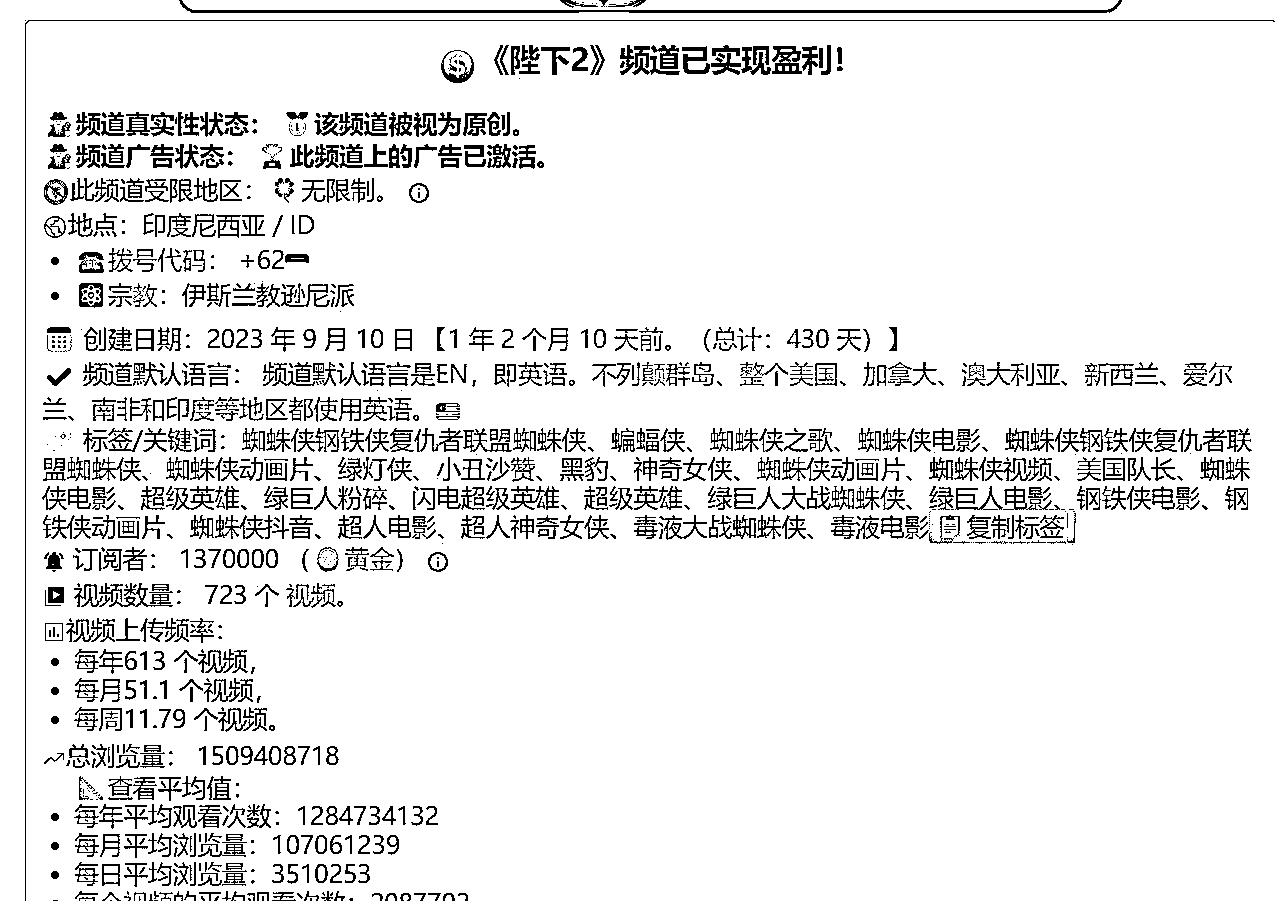 《陛下2》频道已实现盈利!
频道真实性状态： 该频道被视为原创。
频道广告状态： 此频道上的广告已激活。
此频道受限地区： 无限制。
地点：印度尼西亚 / ID
• 拨号代码： +62
• 宗教：伊斯兰教逊尼派
创建日期：2023 年 9 月 10 日 【1 年 2 个月 10 天前。（总计：430 天）】
频道默认语言： 频道默认语言是EN，即英语。不列颠群岛、整个美国、加拿大、澳大利亚、新西兰、爱尔
兰、南非和印度等地区都使用英语。
标签/关键词：蜘蛛侠钢铁侠复仇者联盟蜘蛛侠、蝙蝠侠、蜘蛛侠之歌、蜘蛛侠电影、蜘蛛侠钢铁侠复仇者联
盟蜘蛛侠、蜘蛛侠动画片、绿灯侠、小丑沙赞、黑豹、神奇女侠、蜘蛛侠动画片、蜘蛛侠视频、美国队长、蜘蛛
侠电影、超级英雄、绿巨人粉碎、闪电超级英雄、超级英雄、绿巨人大战蜘蛛侠、绿巨人电影、钢铁侠电影、钢
铁侠动画片、蜘蛛侠抖音、超人电影、超人神奇女侠、毒液大战蜘蛛侠、毒液电影 复制标签
订阅者： 1370000 （黄金）
视频数量： 723 个 视频。
视频上传频率：
• 每年613 个视频，
• 每月51.1 个视频，
• 每周11.79 个视频。
总浏览量： 1509408718
查看平均值：
• 每年平均观看次数：1284734132
• 每月平均浏览量：107061239
• 每日平均浏览量：3510253
• 每个视频的平均观看次数：2087702